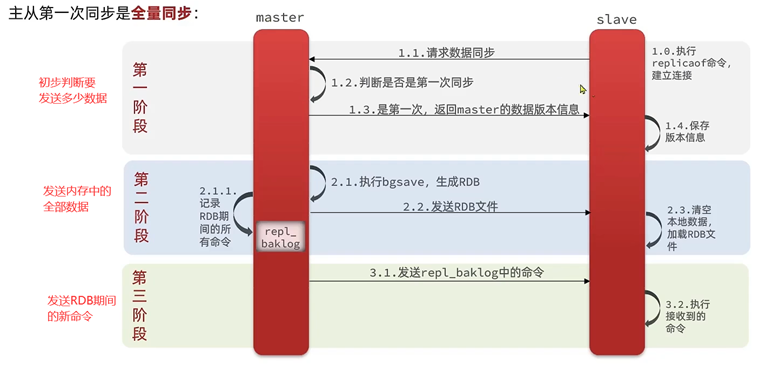 主从第一次同步是全量同步：
master
slave
初步判断要
发送多少数据
第一阶段
1.1.请求数据同步
1.0.执行
replicaof命令，
建立连接
1.2.判断是否是第一次同步
1.3.是第一次，返回master的数据版本信息
1.4.保存
版本信息
发送内存中的
全部数据
第二阶段
2.1.执行bgsave，生成RDB
2.1.1.
记录
RDB期
间的所
有命令
2.2.发送RDB文件
2.3.清空
本地数据，
加载RDB文
件
repl_
baklog
发送RDB期间
的新命令
第三阶段
3.1.发送repl_baklog中的命令
3.2.执行
接收到的
命令